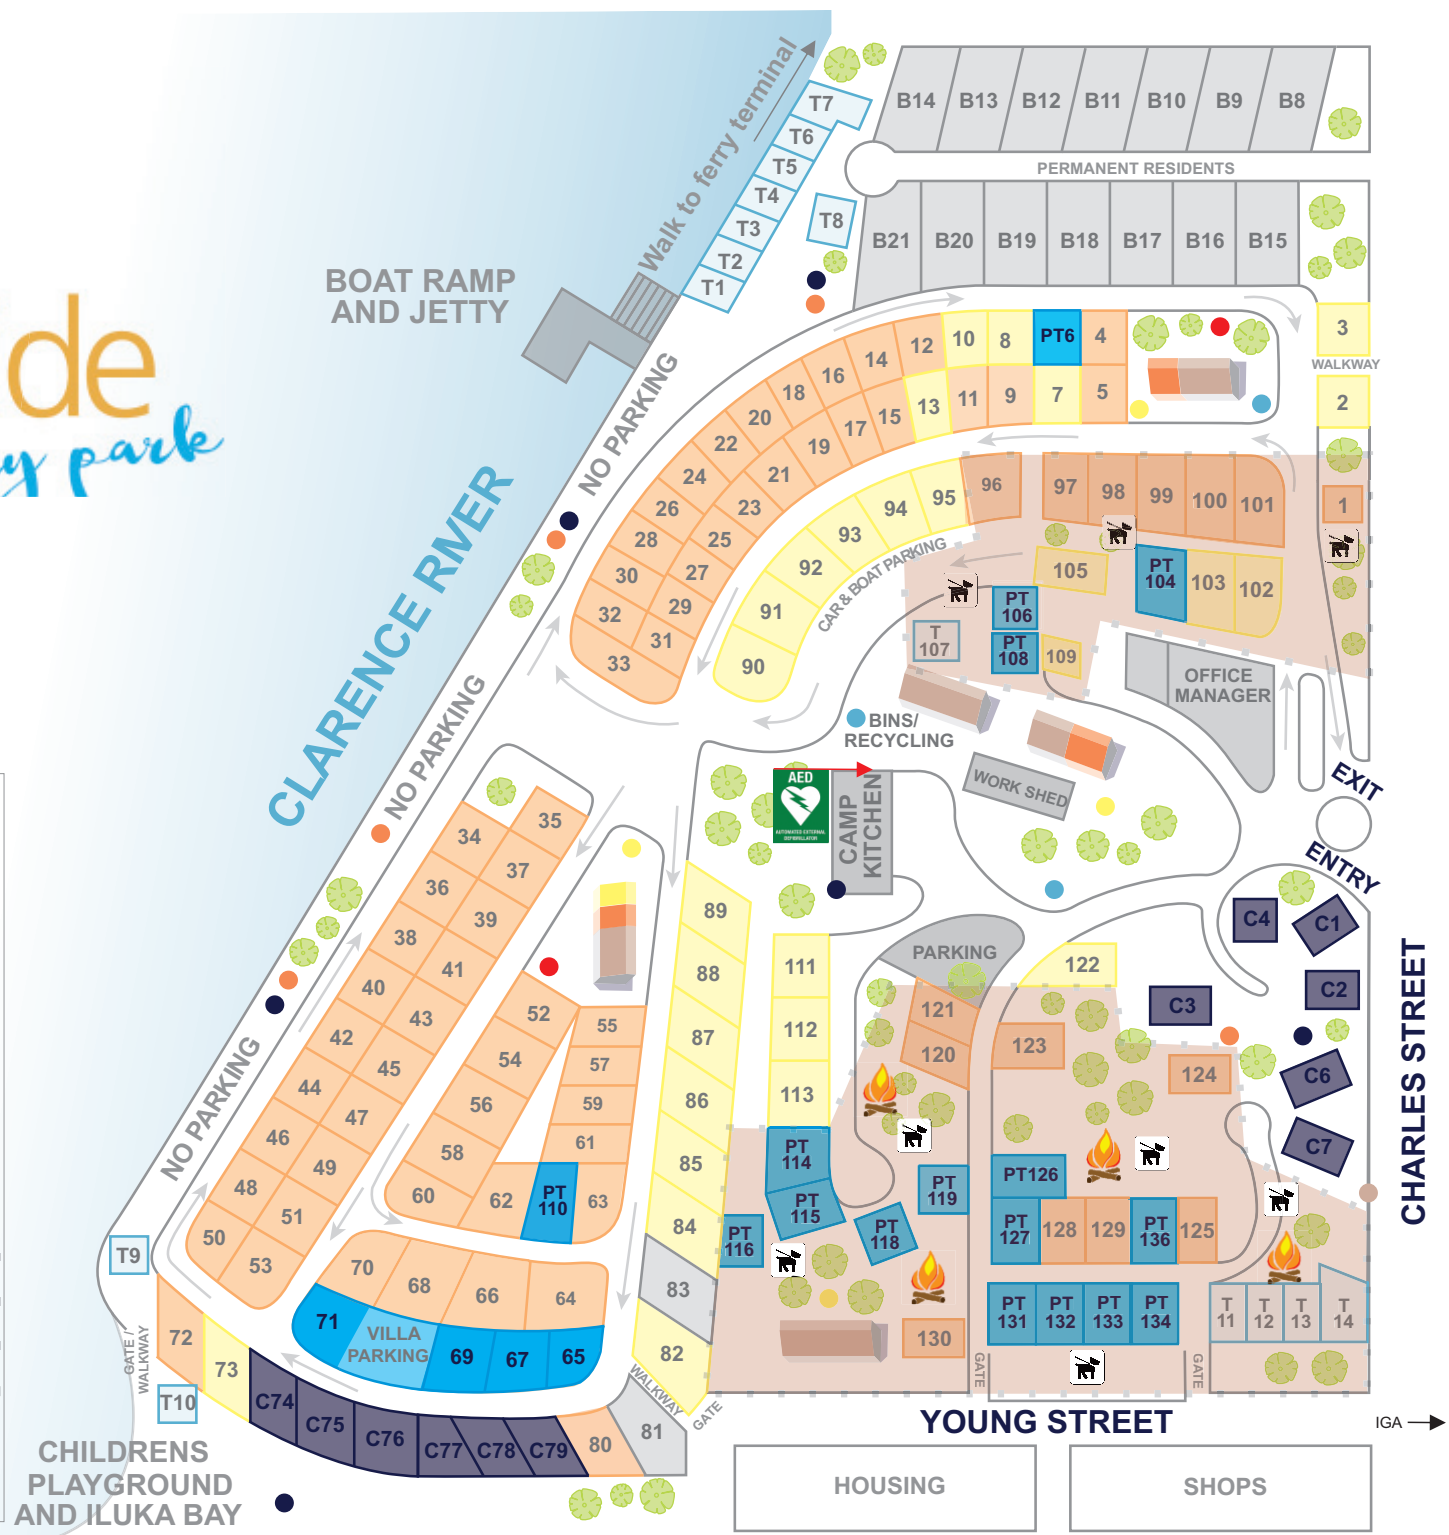 de
y park
Walk to ferry terminal
BOAT RAMP
AND JETTY
CLARENCE RIVER
NO PARKING
NO PARKING
NO PARKING
T7
T6
T5
T4
T3
T2
T1
T8
B14 B13 B12 B11 B10 B9 B8
PERMANENT RESIDENTS
B21 B20 B19 B18 B17 B16 B15
12 10 8 PT6 4
3
WALKWAY
2
14
16
18
20
22
24
26
28
30
32
33
13 11 9 7 5
15
17
19
21
23
25
27
29
31
96 97 98 99 100 101
1
95
94
93
92
91
90
CAR & BOAT PARKING
105
PT
104
103 102
PT
106
T
107
PT
108
109
OFFICE
MANAGER
BINS/
RECYCLING
WORK SHED
AED
AUTOMATED EXTERNAL
DEFIBRILLATOR
CAMP
KITCHEN
EXIT
ENTRY
34 35
36 37
38 39
40 41
42 43
44 45
46 47
48 49
50 51
53
52 55
54 57
56 59
58 61
60 62
PT
110
63
89
88
87
86
85
84
83
82
111
112
113
PT
114
PT
115
PT
116
PT
118
PT
119
PARKING
121
120
122
123
124
C4 C1
C2
C3
C6
C7
CHARLES STREET
PT126
PT
127
128 129
PT
136
125
PT
131
PT
132
PT
133
PT
134
T
11
T
12
T
13
T
14
130
GATE
GATE
T9
GATE /
WALKWAY
T10
70 68 66 64
71
VILLA
PARKING
69 67 65
72
73
C74
C75
C76
C77
C78
C79
80
81
WALKWAY
GATE
YOUNG STREET
IGA
CHILDRENS
PLAYGROUND
AND ILUKA BAY
HOUSING
SHOPS